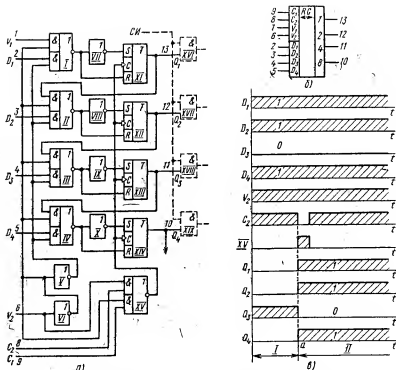 СИ
1
V₁
2
D₁
& 1
I
1
VII
S T
C
R
XI
13
Q₁
&
XVI
3
D₂
& 1
&
II
1
VIII
S T
C
R
XII
12
Q₂
&
XVII
4
D₃
& 1
&
III
1
IX
S T
C
R
XIII
11
Q₃
&
XVIII
5
D₄
& 1
&
IV
1
X
S T
C
R
XIV
10
Q₄
&
XIX
1
V
6
V₂
1
VI
& 1
&
XV
C₂ 8
C₁ 9
а)
9 C₁ RG 1 13
8 C₂
1 V₁ 2 12
6 V₂
2 D₁ 4 11
3 D₂
4 D₃ 8 10
5 D₄
б)
D₁ 1 t
D₂ 1 t
D₃ 0 t
D₄ 1 t
V₂ t
C₂ t
XV t
Q₁ 1 t
Q₂ 1 t
Q₃ 0 t
Q₄ a 1 t
I II
в)